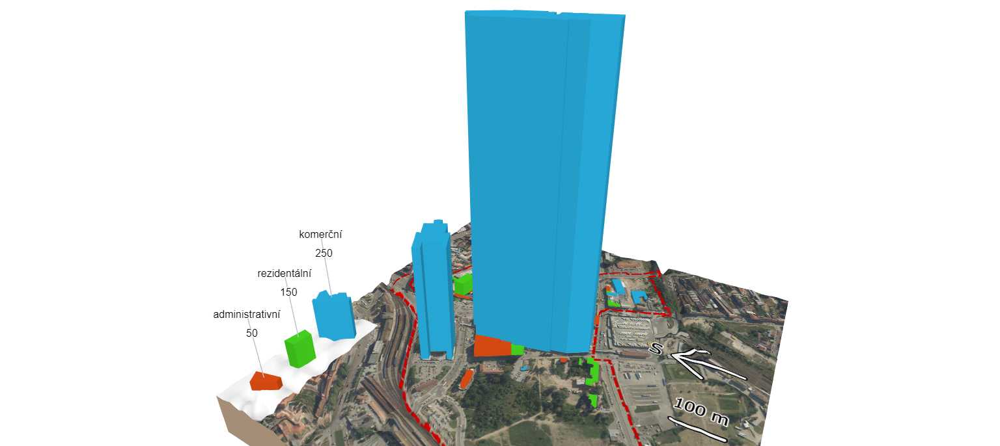 komerční
250
rezidentální
150
administrativní
50
S
100 m